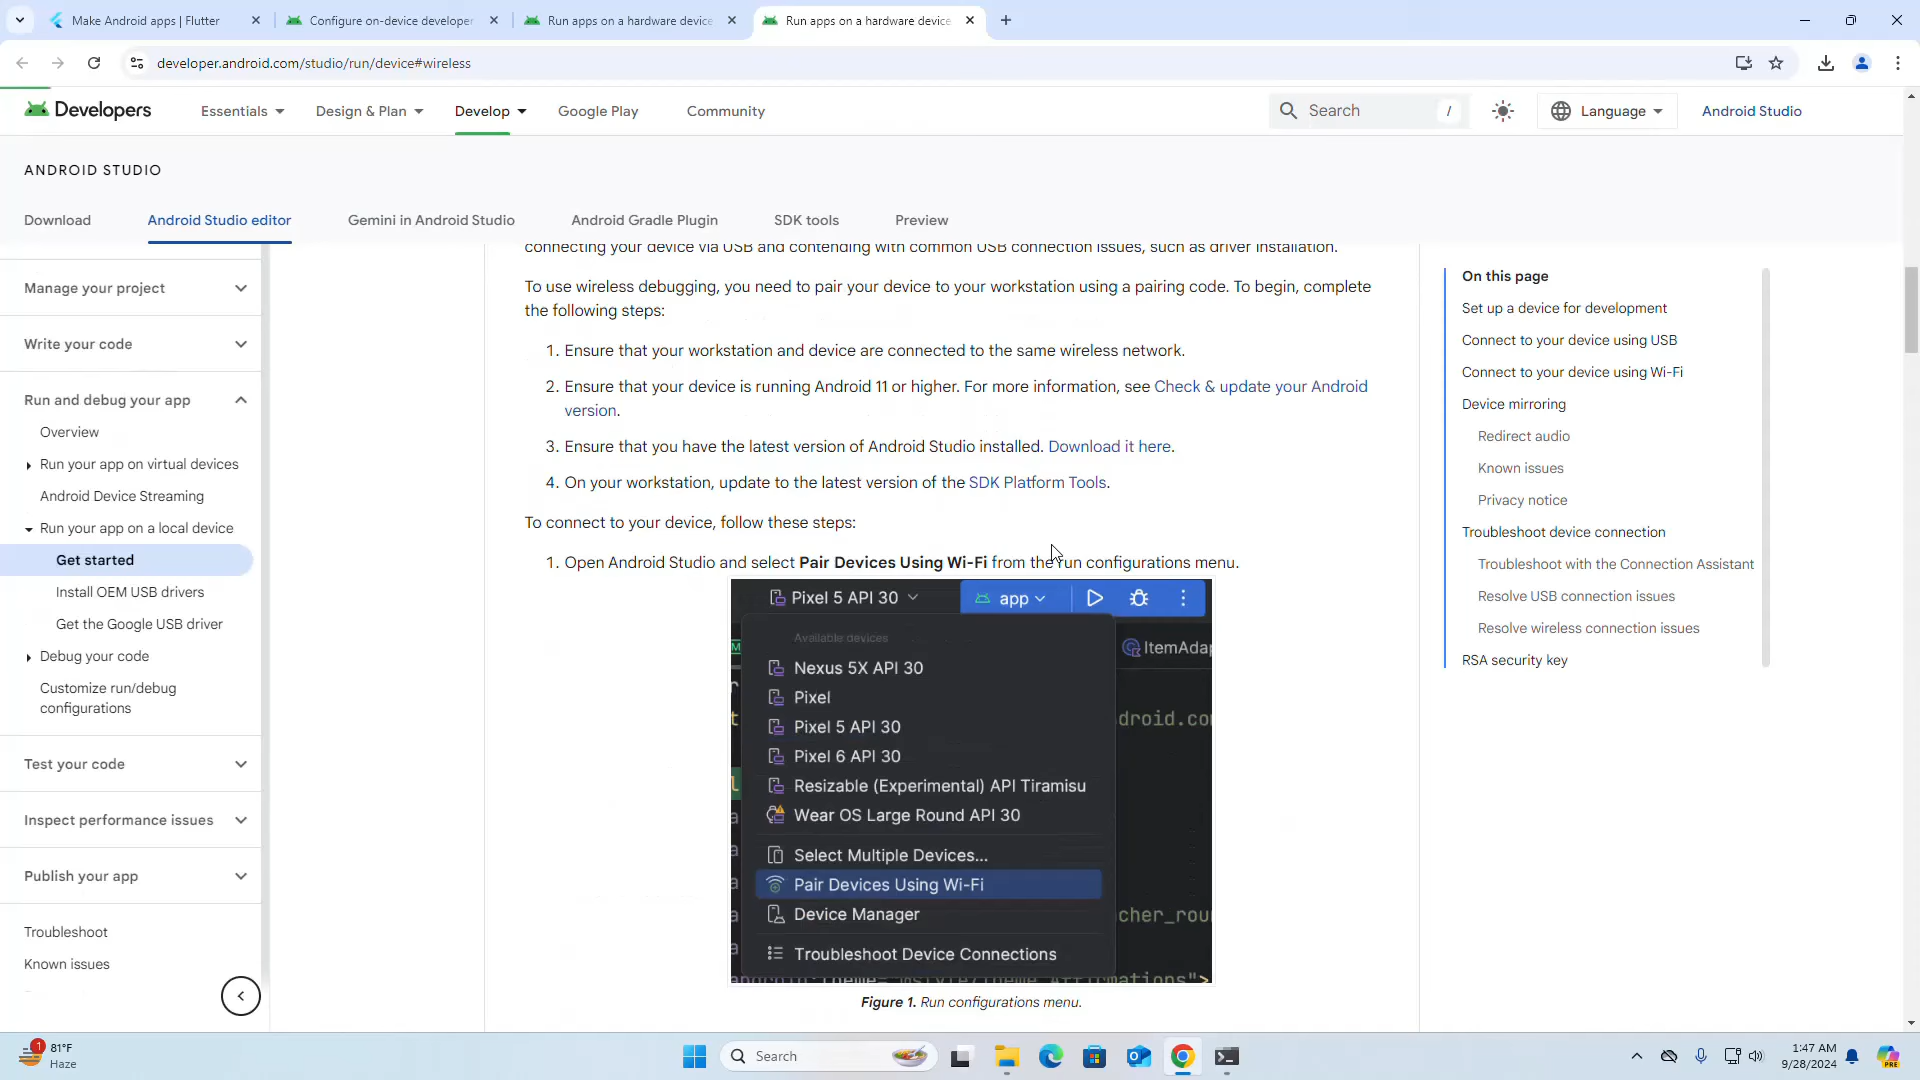 Make Android apps | Flutter
Configure on-device developer
Run apps on a hardware device
Run apps on a hardware device
developer.android.com/studio/run/device#wireless
Developers
Essentials
Design & Plan
Develop
Google Play
Community
Search
/
Language
Android Studio
ANDROID STUDIO
Download
Android Studio editor
Gemini in Android Studio
Android Gradle Plugin
SDK tools
Preview
Manage your project
Write your code
Run and debug your app
Overview
Run your app on virtual devices
Android Device Streaming
Run your app on a local device
Get started
Install OEM USB drivers
Get the Google USB driver
Debug your code
Customize run/debug
configurations
Test your code
Inspect performance issues
Publish your app
Troubleshoot
Known issues
connecting your device via USB and contending with common USB connection issues, such as driver installation.
To use wireless debugging, you need to pair your device to your workstation using a pairing code. To begin, complete
the following steps:
1. Ensure that your workstation and device are connected to the same wireless network.
2. Ensure that your device is running Android 11 or higher. For more information, see Check & update your Android
version.
3. Ensure that you have the latest version of Android Studio installed. Download it here.
4. On your workstation, update to the latest version of the SDK Platform Tools.
To connect to your device, follow these steps:
1. Open Android Studio and select Pair Devices Using Wi-Fi from the run configurations menu.
Pixel 5 API 30
app
Available devices
ItemAdap
Nexus 5X API 30
Pixel
droid.co
Pixel 5 API 30
Pixel 6 API 30
Resizable (Experimental) API Tiramisu
Wear OS Large Round API 30
Select Multiple Devices...
Pair Devices Using Wi-Fi
Device Manager
cher_rou
Troubleshoot Device Connections
Figure 1. Run configurations menu.
On this page
Set up a device for development
Connect to your device using USB
Connect to your device using Wi-Fi
Device mirroring
Redirect audio
Known issues
Privacy notice
Troubleshoot device connection
Troubleshoot with the Connection Assistant
Resolve USB connection issues
Resolve wireless connection issues
RSA security key
1
81°F
Haze
Search
1:47 AM
9/28/2024
PRE